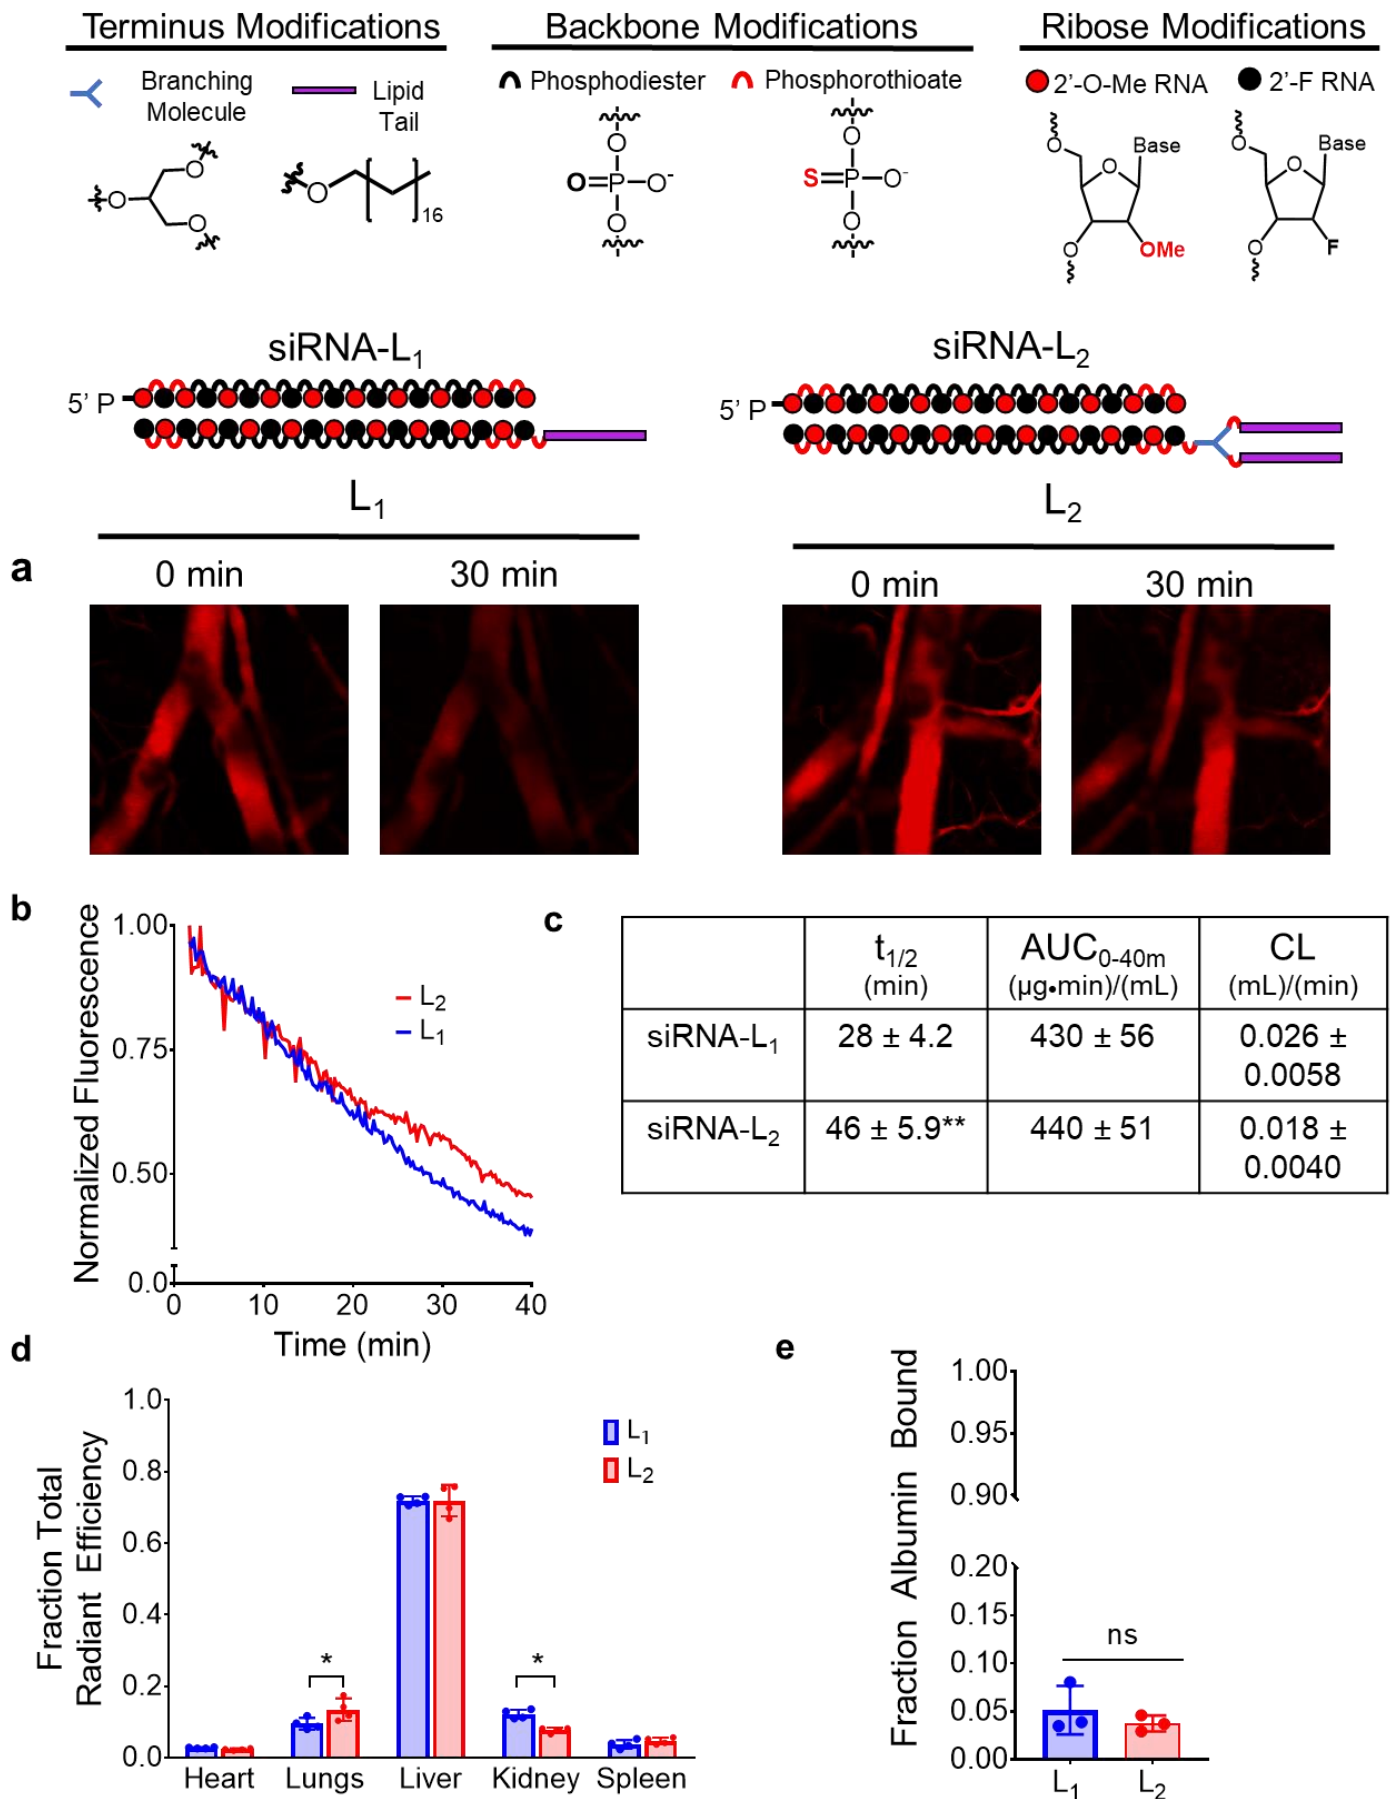 Terminus Modifications
Backbone Modifications
Ribose Modifications
Branching
Molecule
Lipid
Tail
Phosphodiester
Phosphorothioate
2'-O-Me RNA
2'-F RNA
O
O
O
O
16
O
O=P–O-
O
O
S=P–O-
O
O
O
Base
O
OMe
O
O
Base
O
F
siRNA-L1
5' P
siRNA-L2
5' P
L1
L2
a
0 min
30 min
0 min
30 min
b
Normalized Fluorescence
1.00
0.75
0.50
0.0
L2
L1
0
10
20
30
40
Time (min)
c
t1/2
(min)
AUC0-40m
(µg•min)/(mL)
CL
(mL)/(min)
siRNA-L1
28 ± 4.2
430 ± 56
0.026 ±
0.0058
siRNA-L2
46 ± 5.9**
440 ± 51
0.018 ±
0.0040
d
Fraction Total
Radiant Efficiency
1.0
0.8
0.6
0.4
0.2
0.0
L1
L2
*
*
Heart
Lungs
Liver
Kidney
Spleen
e
Fraction Albumin Bound
1.00
0.95
0.90
0.20
0.15
0.10
0.05
0.00
ns
L1
L2